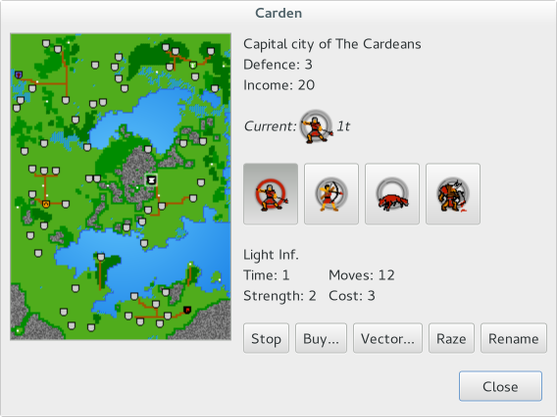 Carden
Capital city of The Cardeans
Defence: 3
Income: 20
Current: 1t
Light Inf.
Time: 1 Moves: 12
Strength: 2 Cost: 3
Stop Buy... Vector... Raze Rename
Close